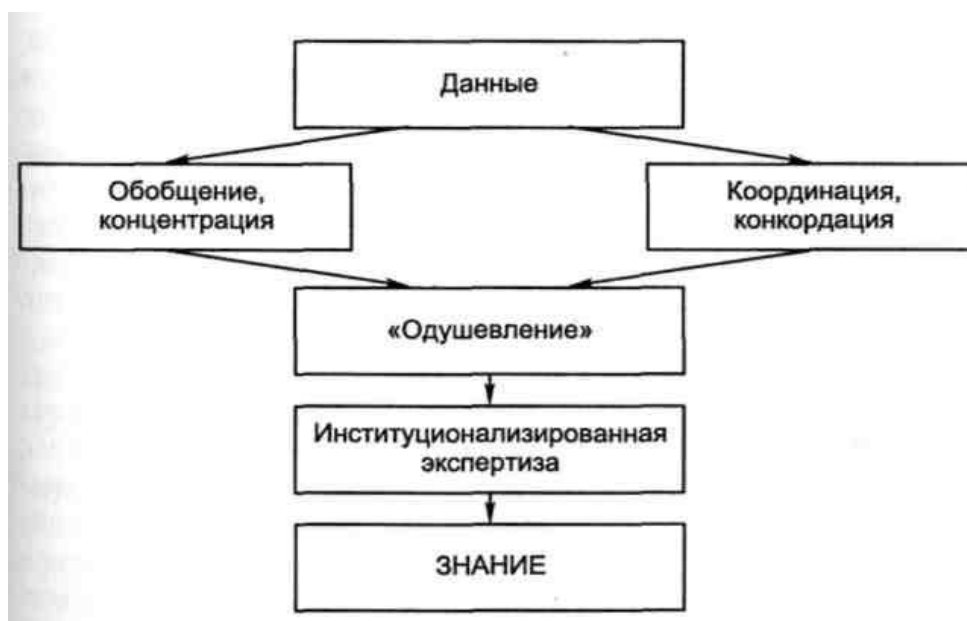 Данные
Обобщение,
концентрация
Координация,
конкордация
«Одушевление»
Институционализированная
экспертиза
ЗНАНИЕ